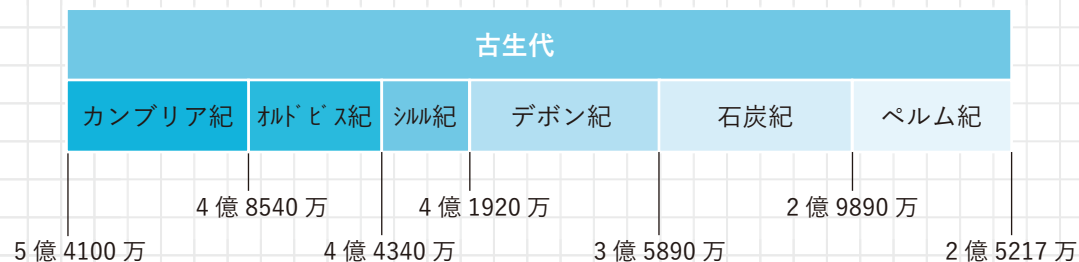 古生代
カンブリア紀 ｵﾙﾄﾞﾋﾞｽ紀 ｼﾙﾙ紀 デボン紀 石炭紀 ペルム紀
4 億 8540 万 4 億 1920 万 2 億 9890 万
5 億 4100 万 4 億 4340 万 3 億 5890 万 2 億 5217 万